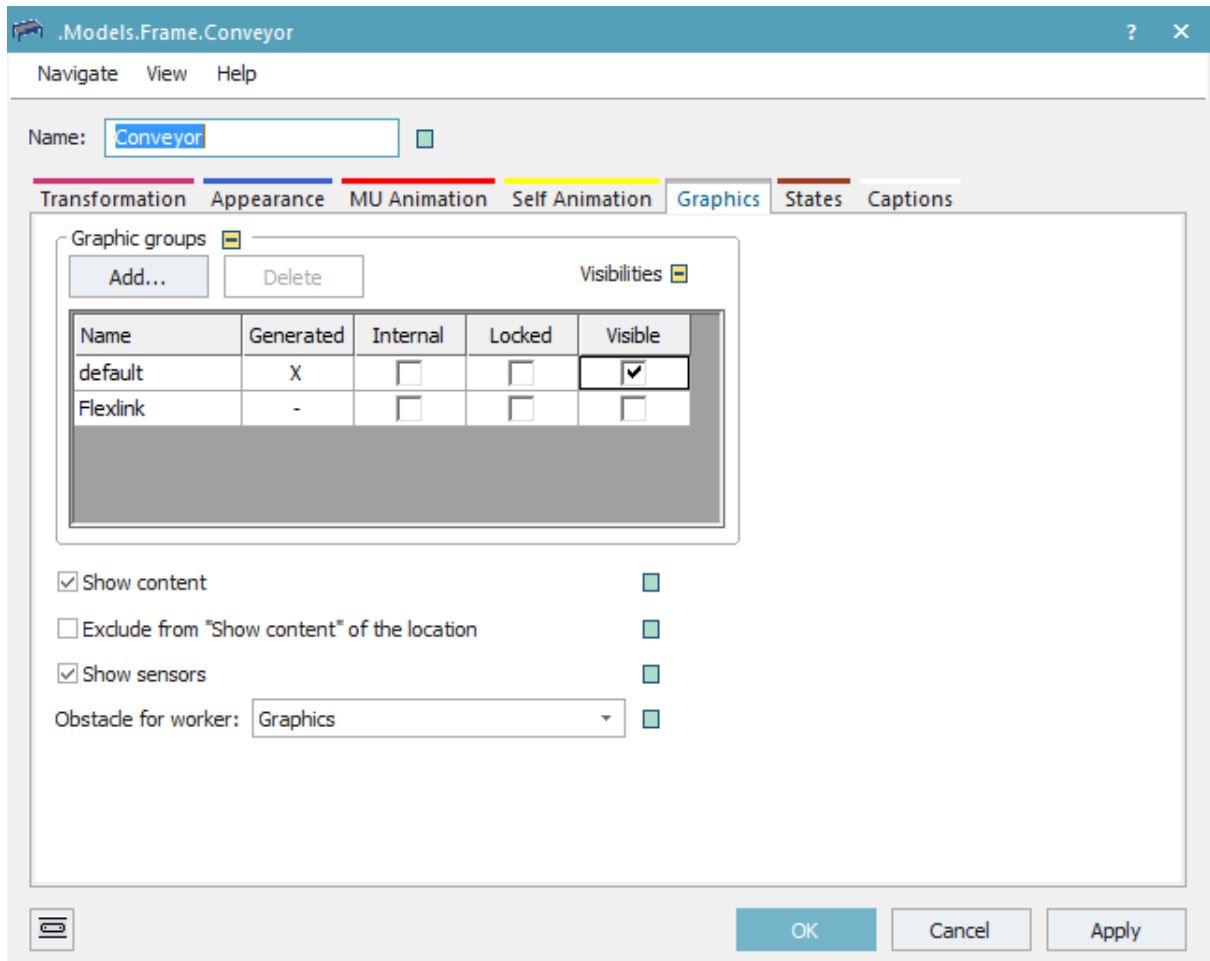 .Models.Frame.Conveyor ? ×
Navigate View Help
Name: Conveyor
Transformation Appearance MU Animation Self Animation Graphics States Captions
Graphic groups
Add... Delete Visibilities
Name Generated Internal Locked Visible
default X
Flexlink -
Show content
Exclude from "Show content" of the location
Show sensors
Obstacle for worker: Graphics
OK Cancel Apply